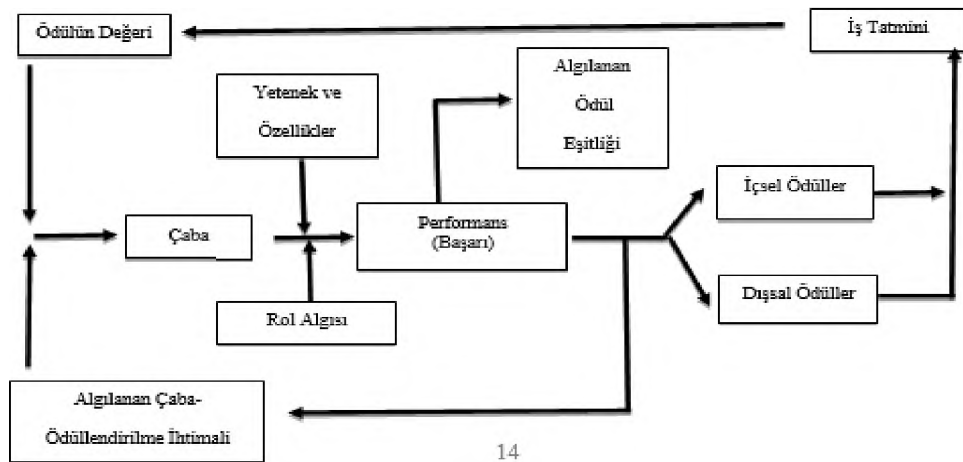 Ödülün Değeri
İş Tatmini
Yetenek ve
Özellikler
Algılanan
Ödül
Eşitliği
İçsel Ödüller
Çaba
Performans
(Başarı)
Dışsal Ödüller
Rol Algısı
Algılanan Çaba-
Ödüllendirilme İhtimali
14